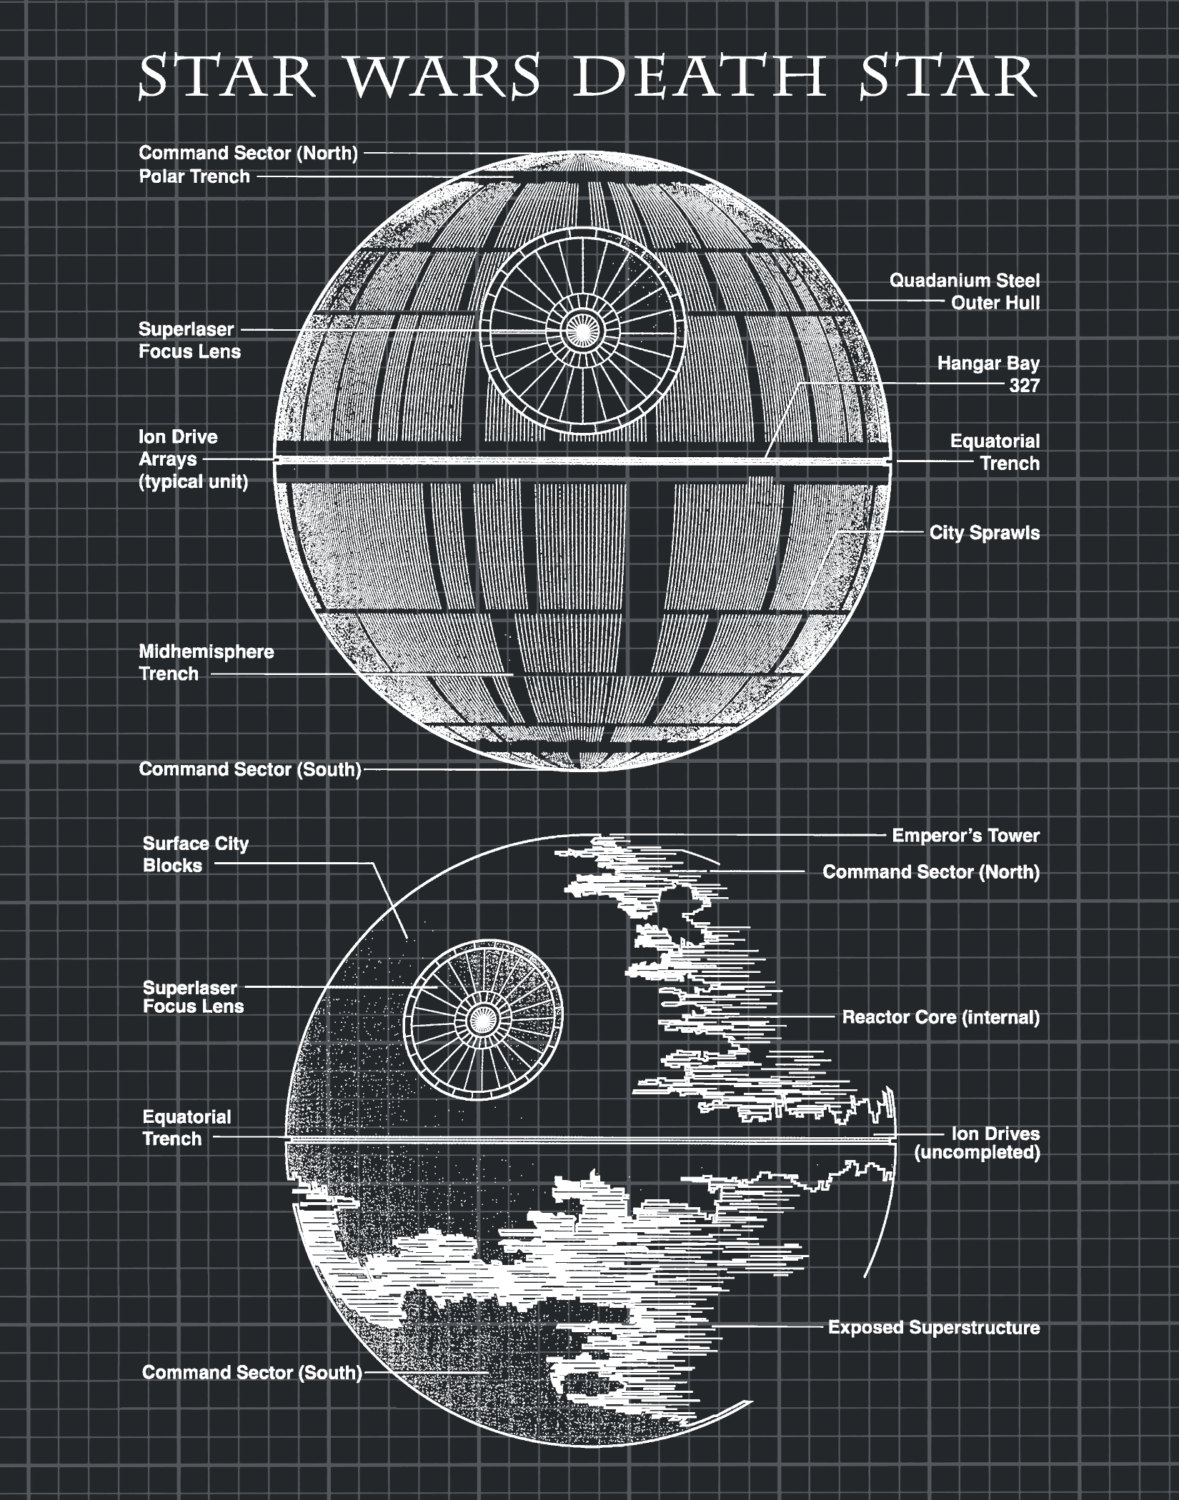 STAR WARS DEATH STAR
Command Sector (North)
Polar Trench
Quadanium Steel
Outer Hull
Superlaser
Focus Lens
Hangar Bay
327
Ion Drive
Arrays
(typical unit)
Equatorial
Trench
City Sprawls
Midhemisphere
Trench
Command Sector (South)
Surface City
Blocks
Emperor's Tower
Command Sector (North)
Superlaser
Focus Lens
Reactor Core (internal)
Equatorial
Trench
Ion Drives
(uncompleted)
Exposed Superstructure
Command Sector (South)